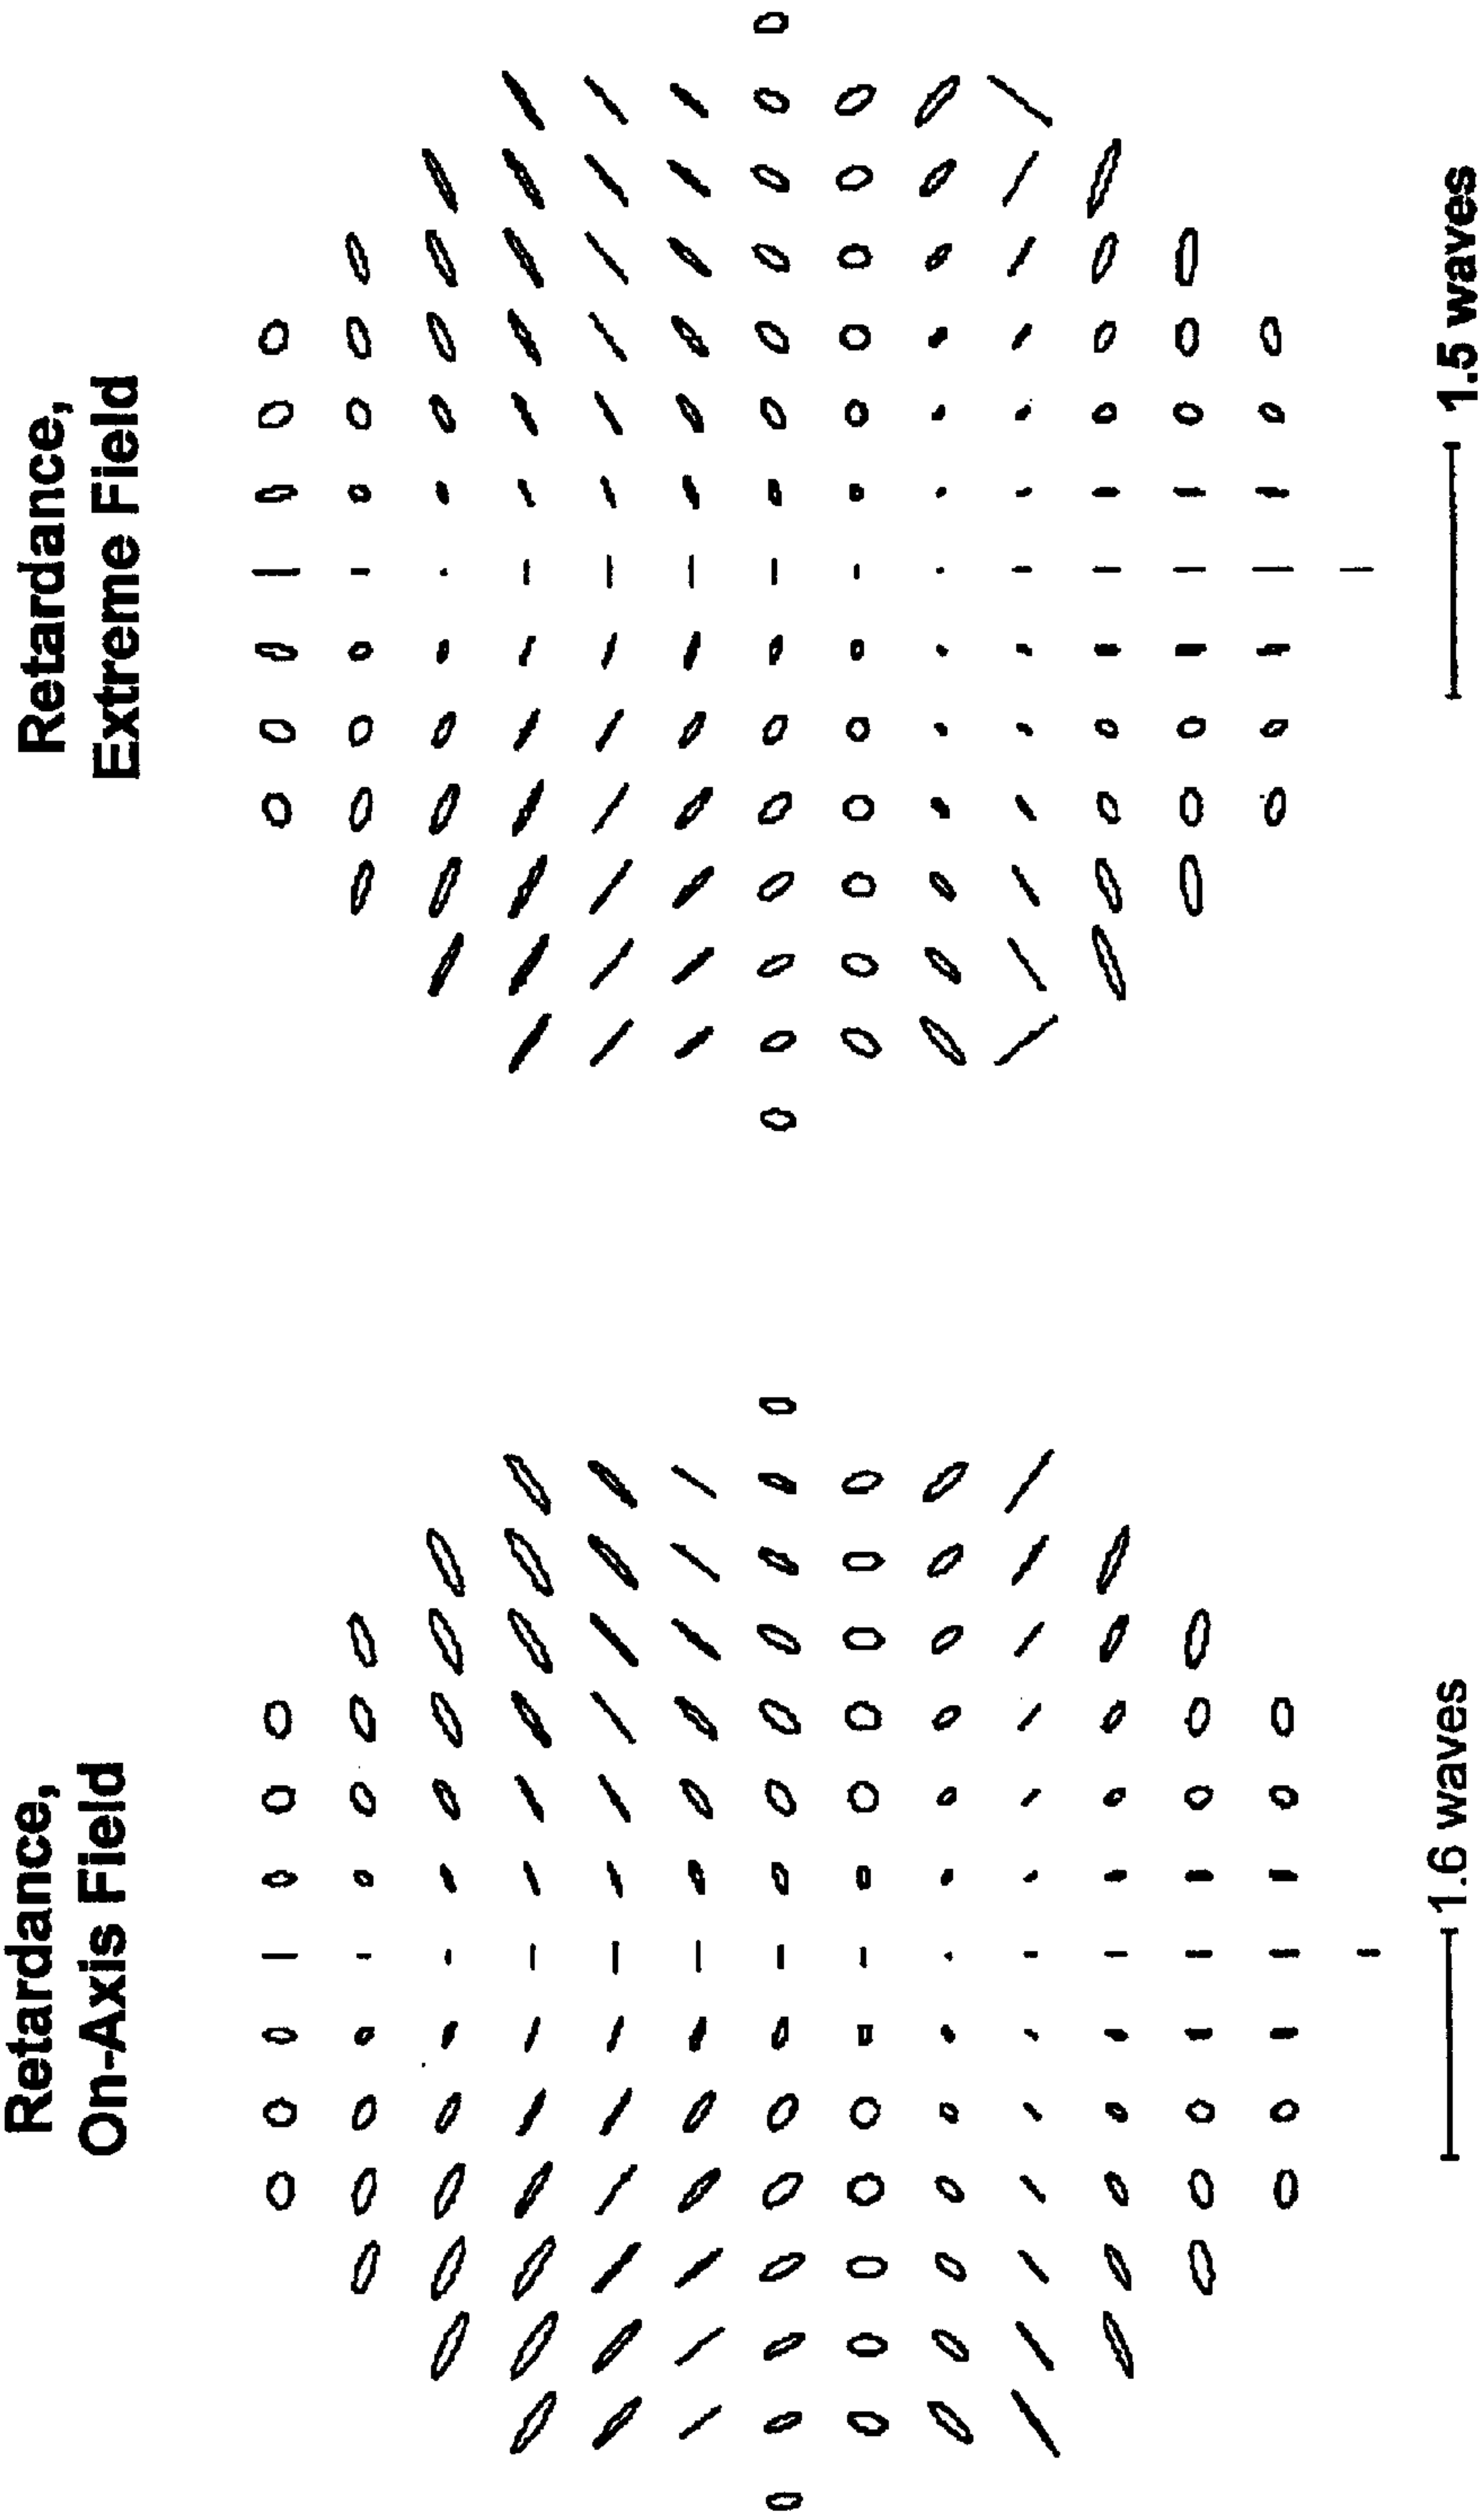 Retardance,
On-Axis Field
1.6 waves
Retardance,
Extreme Field
1.5 waves